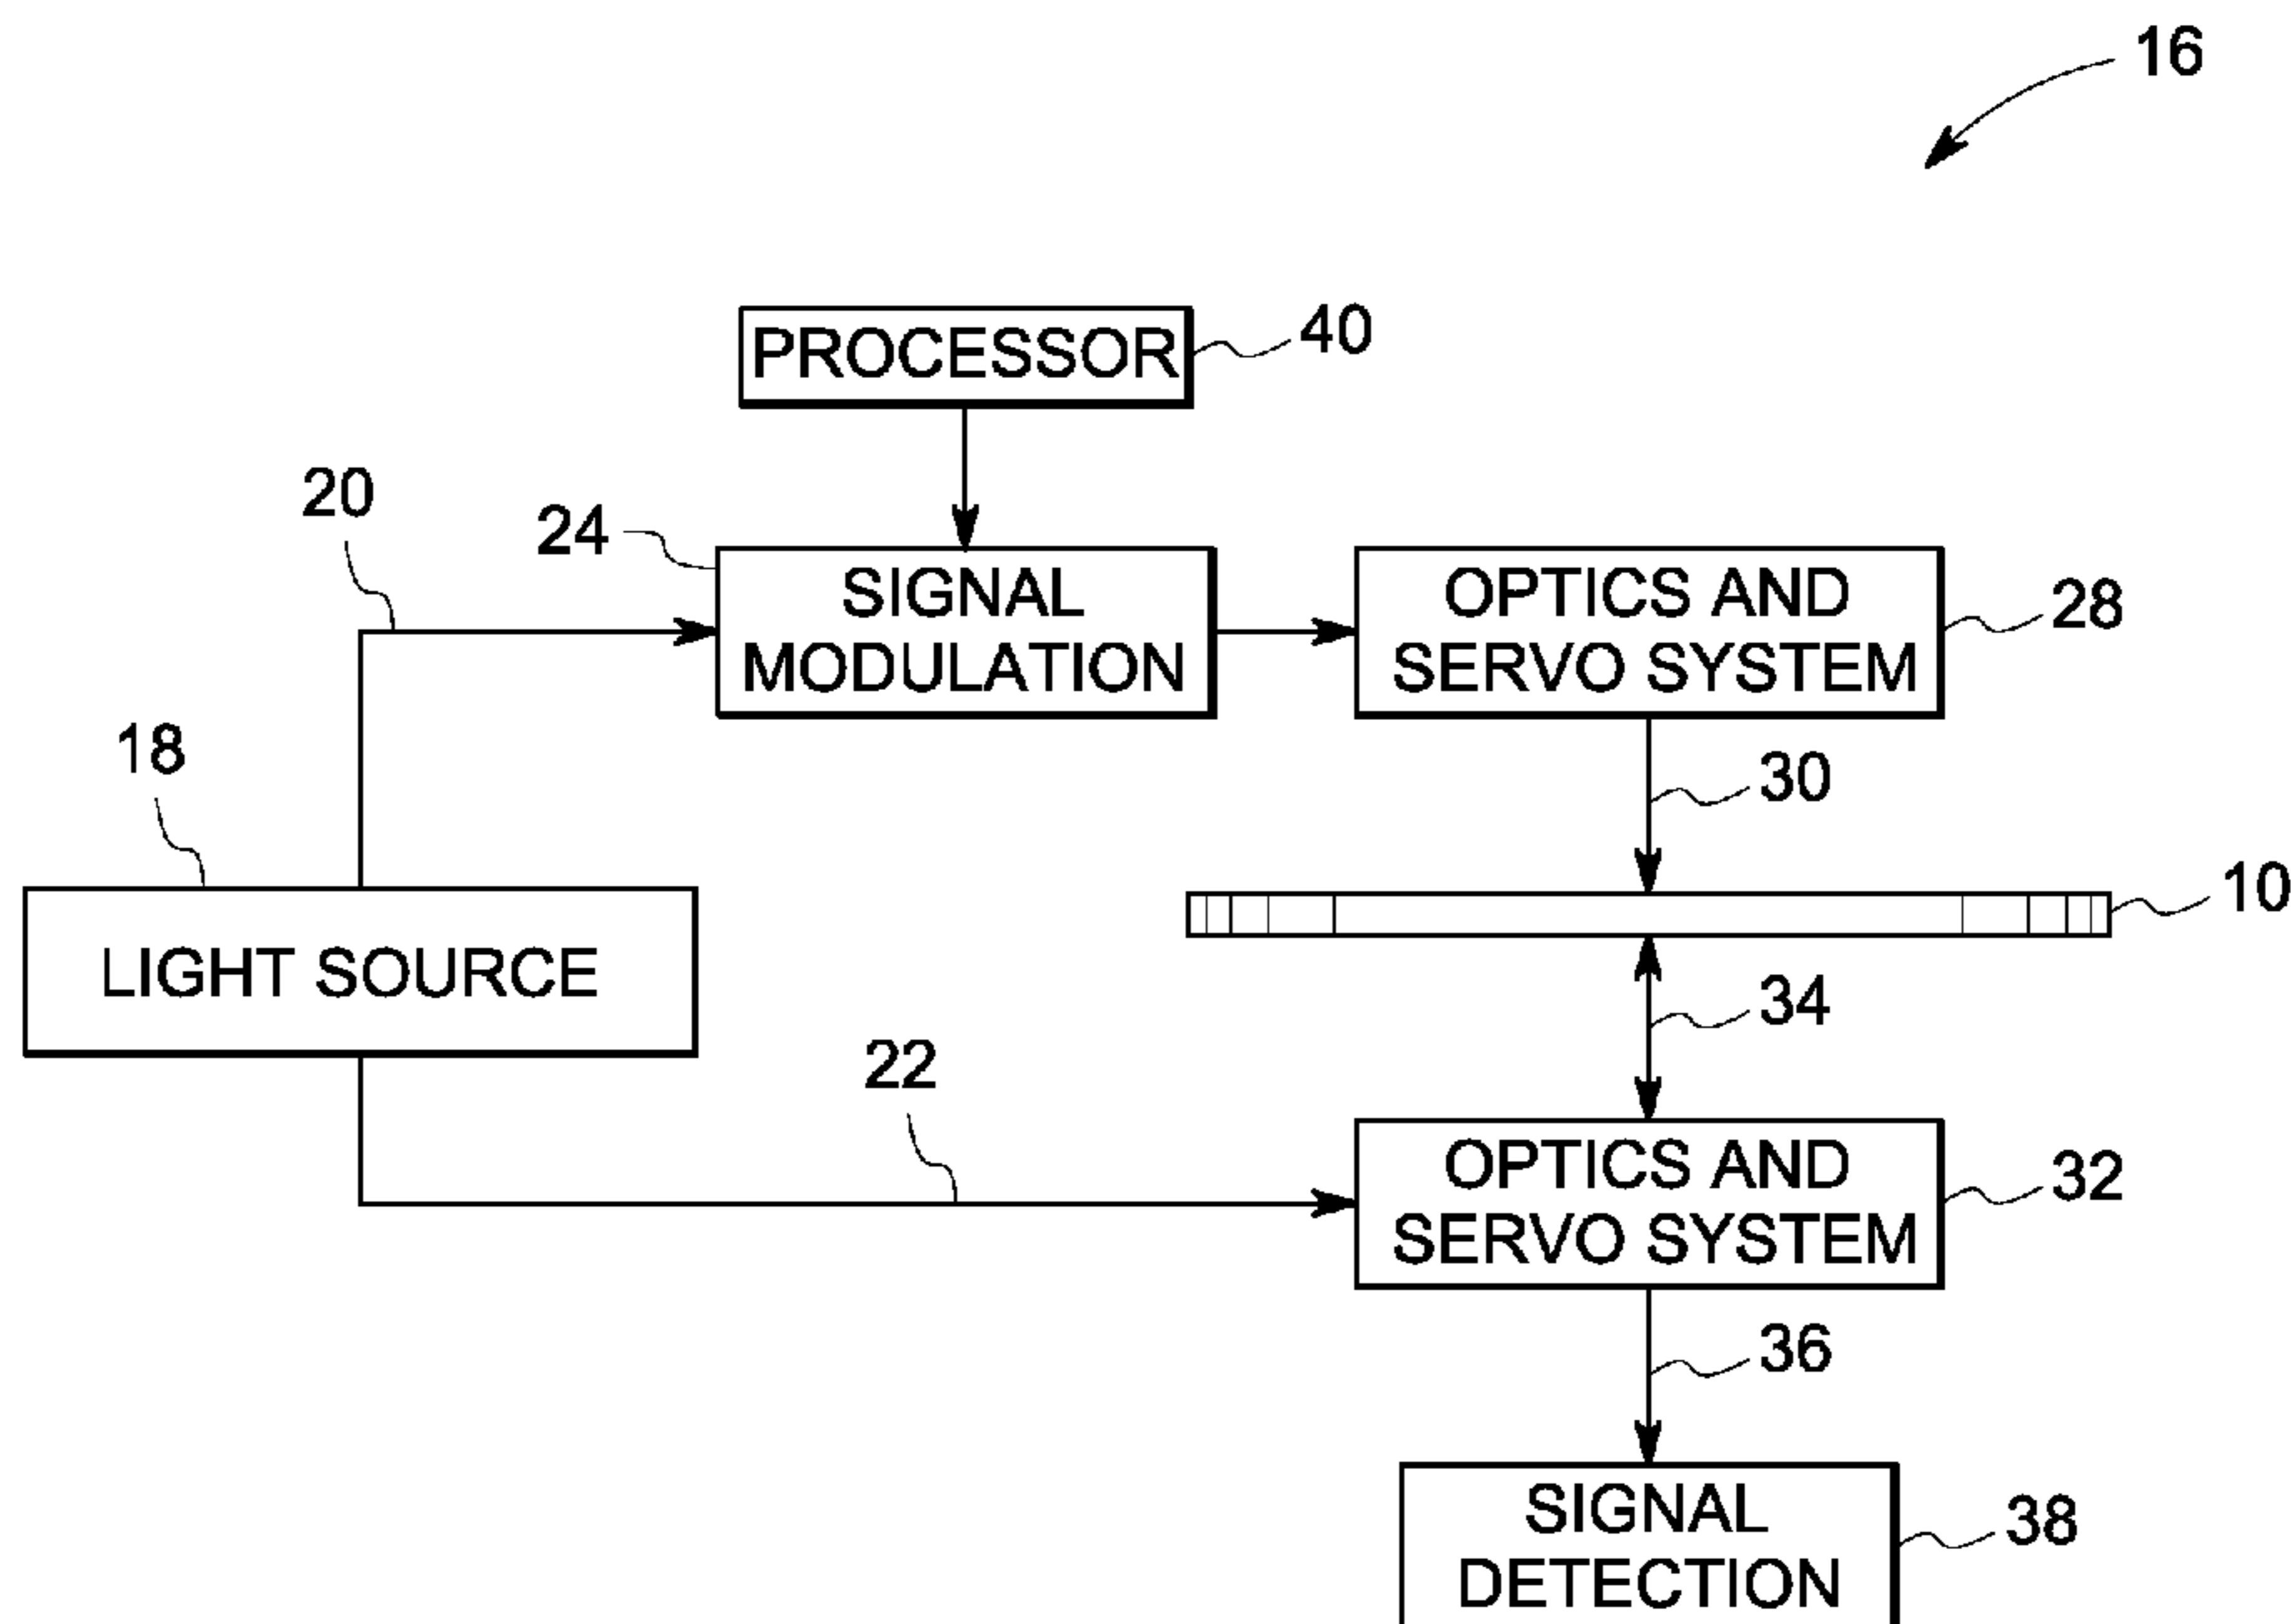 16
PROCESSOR
40
20
24
SIGNAL
MODULATION
OPTICS AND
SERVO SYSTEM
28
18
30
LIGHT SOURCE
10
34
22
OPTICS AND
SERVO SYSTEM
32
36
SIGNAL
DETECTION
38